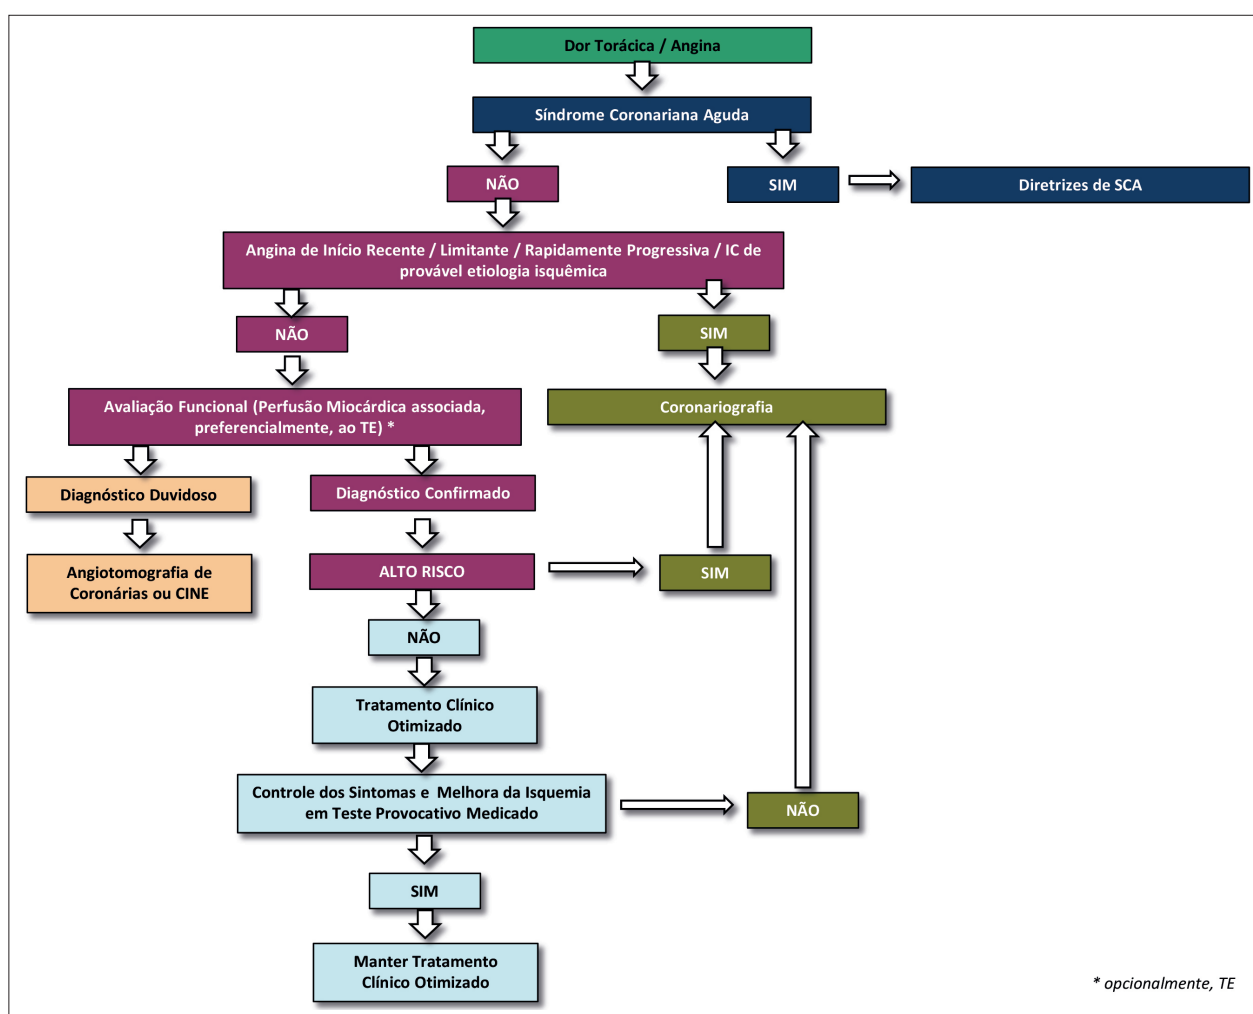 Dor Torácica / Angina
Síndrome Coronariana Aguda
NÃO
SIM
Diretrizes de SCA
Angina de Início Recente / Limitante / Rapidamente Progressiva / IC de
provável etiologia isquêmica
NÃO
SIM
Avaliação Funcional (Perfusão Miocárdica associada,
preferencialmente, ao TE) *
Coronariografia
Diagnóstico Duvidoso
Diagnóstico Confirmado
Angiotomografia de
Coronárias ou CINE
ALTO RISCO
SIM
NÃO
Tratamento Clínico
Otimizado
Controle dos Sintomas e Melhora da Isquemia
em Teste Provocativo Medicado
NÃO
SIM
Manter Tratamento
Clínico Otimizado
* opcionalmente, TE